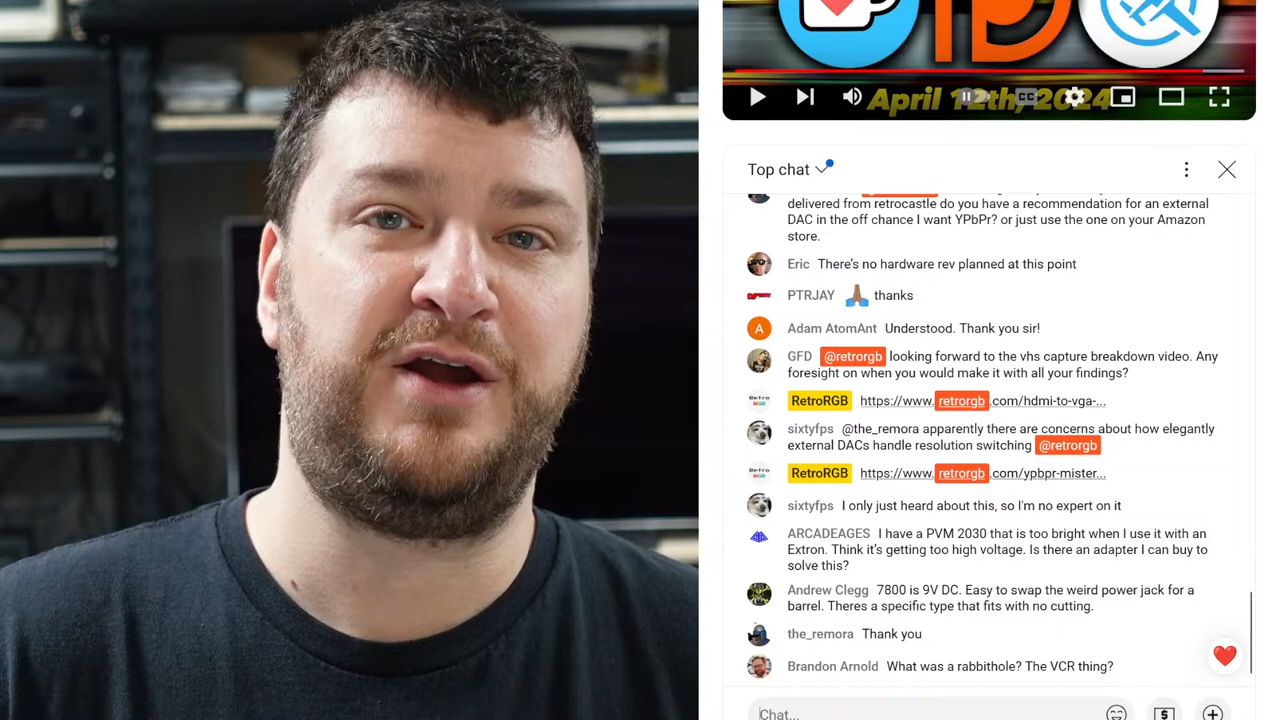 April 12th, 2024
Top chat
delivered from retrocastle do you have a recommendation for an external
DAC in the off chance I want YPbPr? or just use the one on your Amazon
store.
Eric There's no hardware rev planned at this point
PTRJAY 🙏🏽 thanks
A Adam AtomAnt Understood. Thank you sir!
GFD @retrorgb looking forward to the vhs capture breakdown video. Any
foresight on when you would make it with all your findings?
RetroRGB https://www.retrorgb.com/hdmi-to-vga-...
sixtyfps @the_remora apparently there are concerns about how elegantly
external DACs handle resolution switching @retrorgb
RetroRGB https://www.retrorgb.com/ypbpr-mister...
sixtyfps I only just heard about this, so I'm no expert on it
ARCADEAGES I have a PVM 2030 that is too bright when I use it with an
Extron. Think it's getting too high voltage. Is there an adapter I can buy to
solve this?
Andrew Clegg 7800 is 9V DC. Easy to swap the weird power jack for a
barrel. Theres a specific type that fits with no cutting.
the_remora Thank you
Brandon Arnold What was a rabbithole? The VCR thing?
Chat...